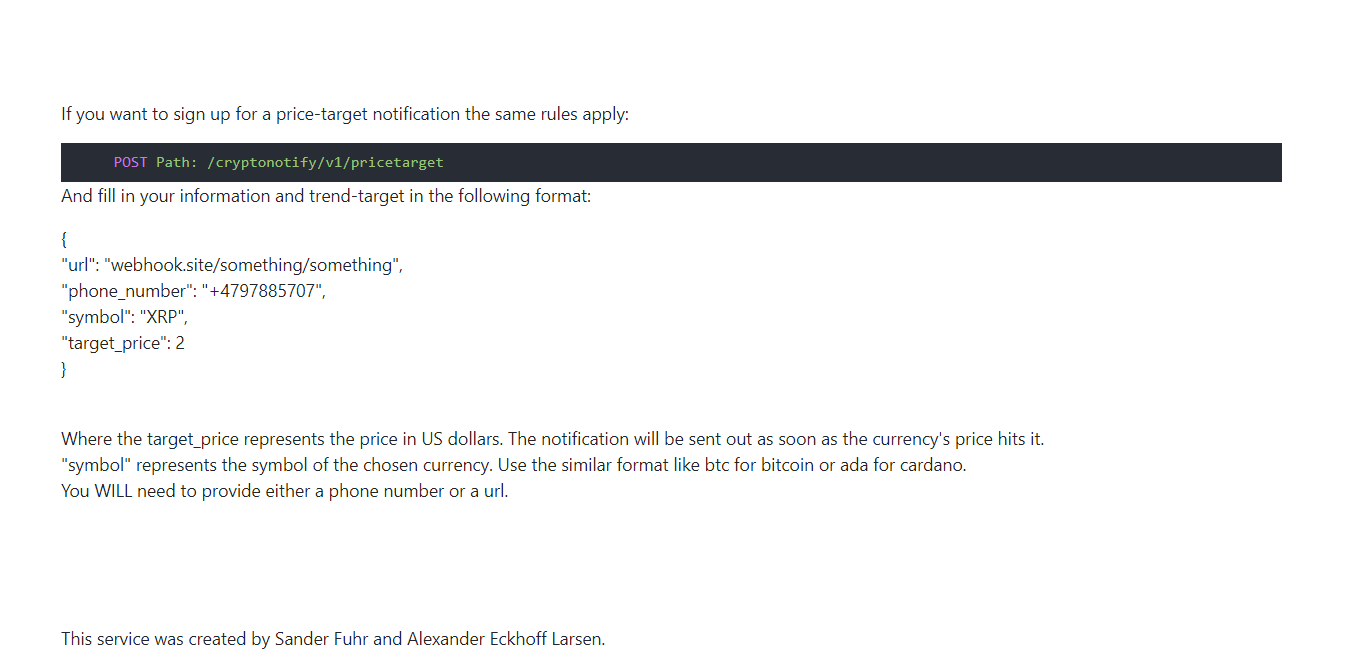 If you want to sign up for a price-target notification the same rules apply:
POST Path: /cryptonotify/v1/pricetarget
And fill in your information and trend-target in the following format:
{
"url": "webhook.site/something/something",
"phone_number": "+4797885707",
"symbol": "XRP",
"target_price": 2
}
Where the target_price represents the price in US dollars. The notification will be sent out as soon as the currency's price hits it.
"symbol" represents the symbol of the chosen currency. Use the similar format like btc for bitcoin or ada for cardano.
You WILL need to provide either a phone number or a url.
This service was created by Sander Fuhr and Alexander Eckhoff Larsen.